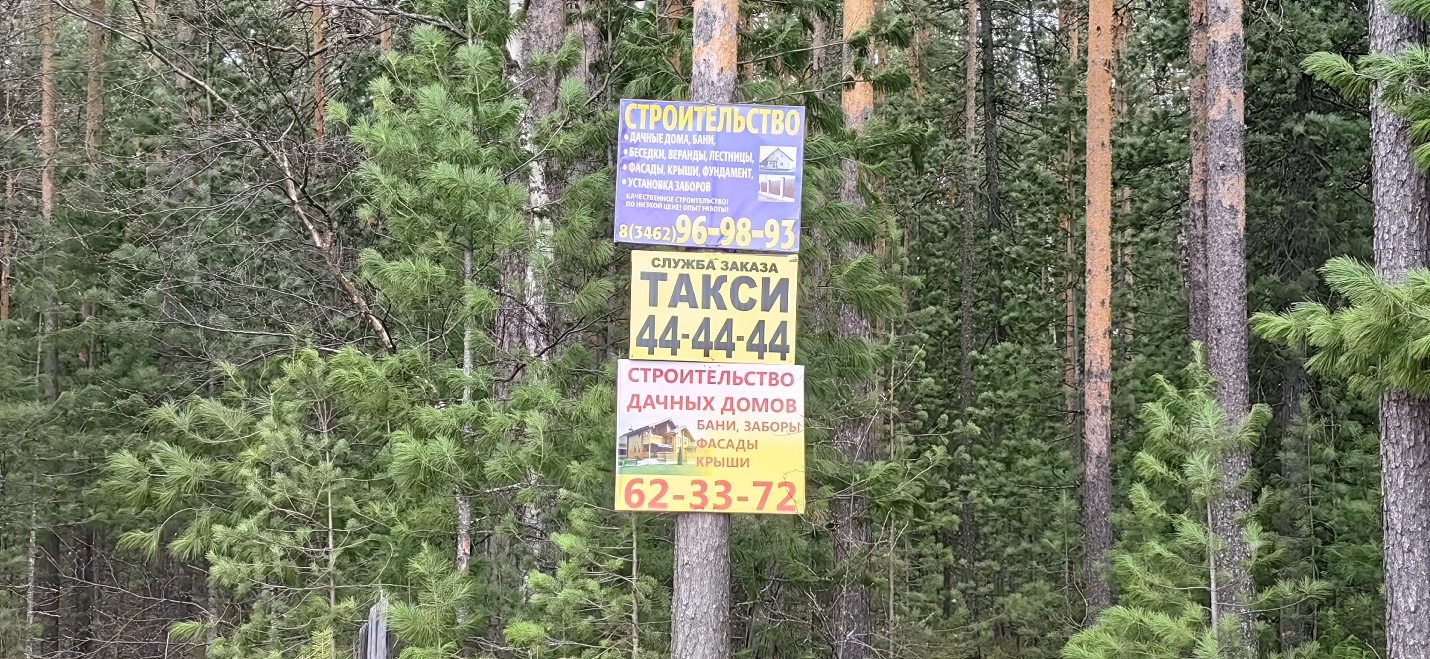 СТРОИТЕЛЬСТВО
• ДАЧНЫЕ ДОМА, БАНИ,
• БЕСЕДКИ, ВЕРАНДЫ, ЛЕСТНИЦЫ,
• ФАСАДЫ, КРЫШИ, ФУНДАМЕНТ,
• УСТАНОВКА ЗАБОРОВ
КАЧЕСТВЕННОЕ СТРОИТЕЛЬСТВО!
ПО НИЗКОЙ ЦЕНЕ! ОПЫТ РАБОТЫ!
8(3462)96-98-93
СЛУЖБА ЗАКАЗА
ТАКСИ
44-44-44
СТРОИТЕЛЬСТВО
ДАЧНЫХ ДОМОВ
БАНИ, ЗАБОРЫ
ФАСАДЫ
КРЫШИ
62-33-72